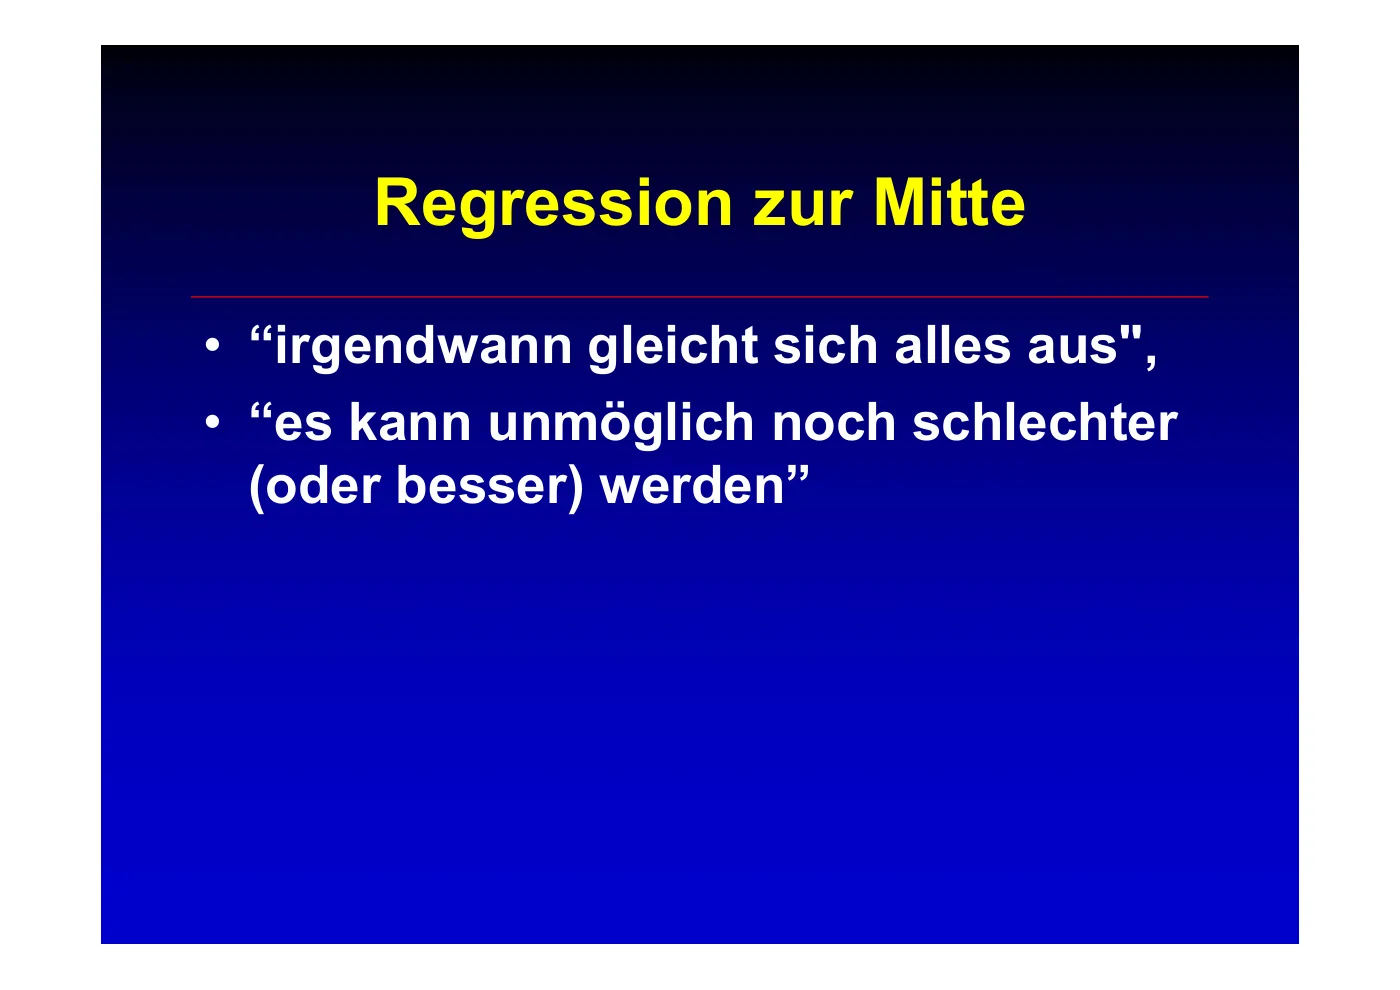 Regression zur Mitte
• “irgendwann gleicht sich alles aus",
• “es kann unmöglich noch schlechter
(oder besser) werden”